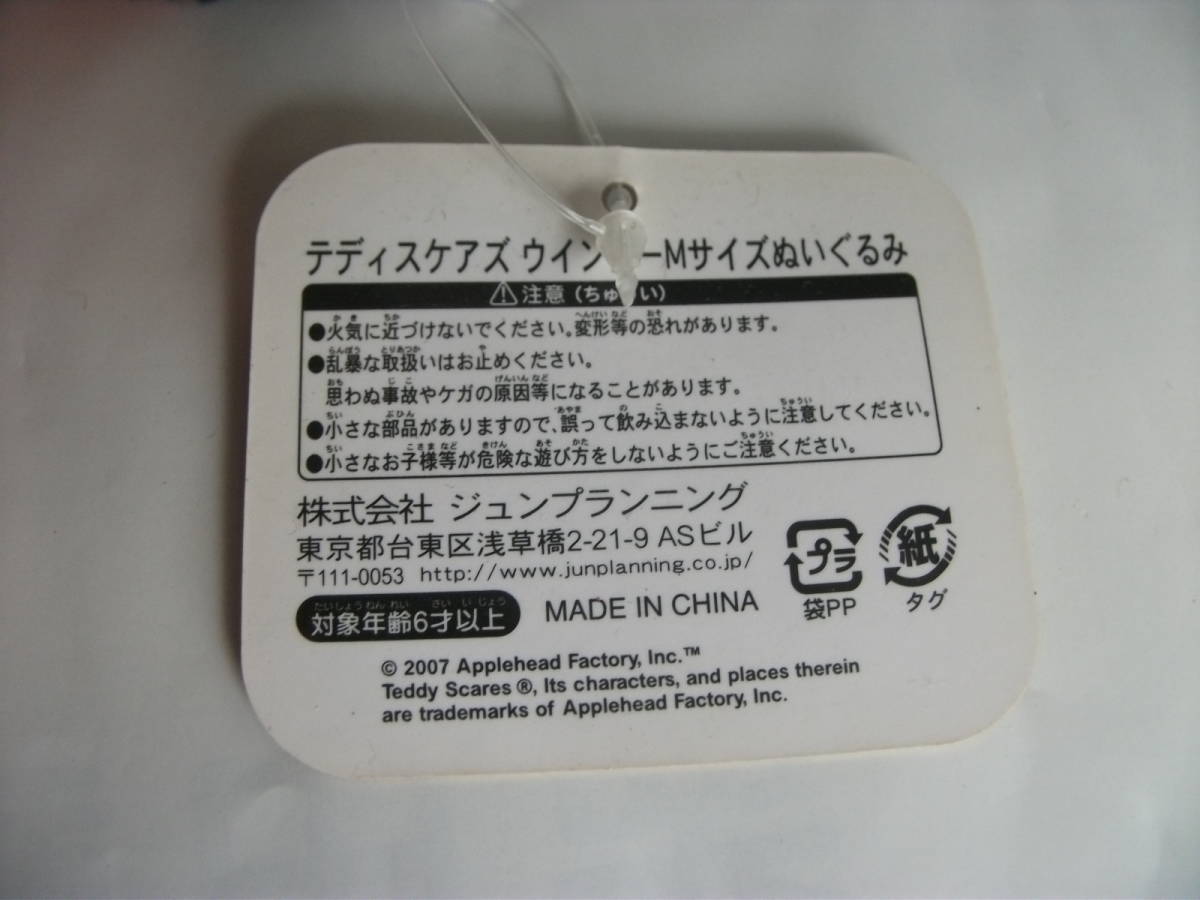 テディスケアズ ウイン ーMサイズぬいぐるみ
⚠注意(ちゅ い)
●火気に近づけないでください。変形等の恐れがあります。
●乱暴な取扱いはお止めください。
思わぬ事故やケガの原因等になることがあります。
●小さな部品がありますので、誤って飲み込まないように注意してください。
●小さなお子様等が危険な遊び方をしないようにご注意ください。
株式会社 ジュンプランニング
東京都台東区浅草橋2-21-9 ASビル
〒111-0053 http://www.junplanning.co.jp/
対象年齢6才以上
MADE IN CHINA
プラ
袋PP
紙
タグ
© 2007 Applehead Factory, Inc.™
Teddy Scares ®, Its characters, and places therein
are trademarks of Applehead Factory, Inc.